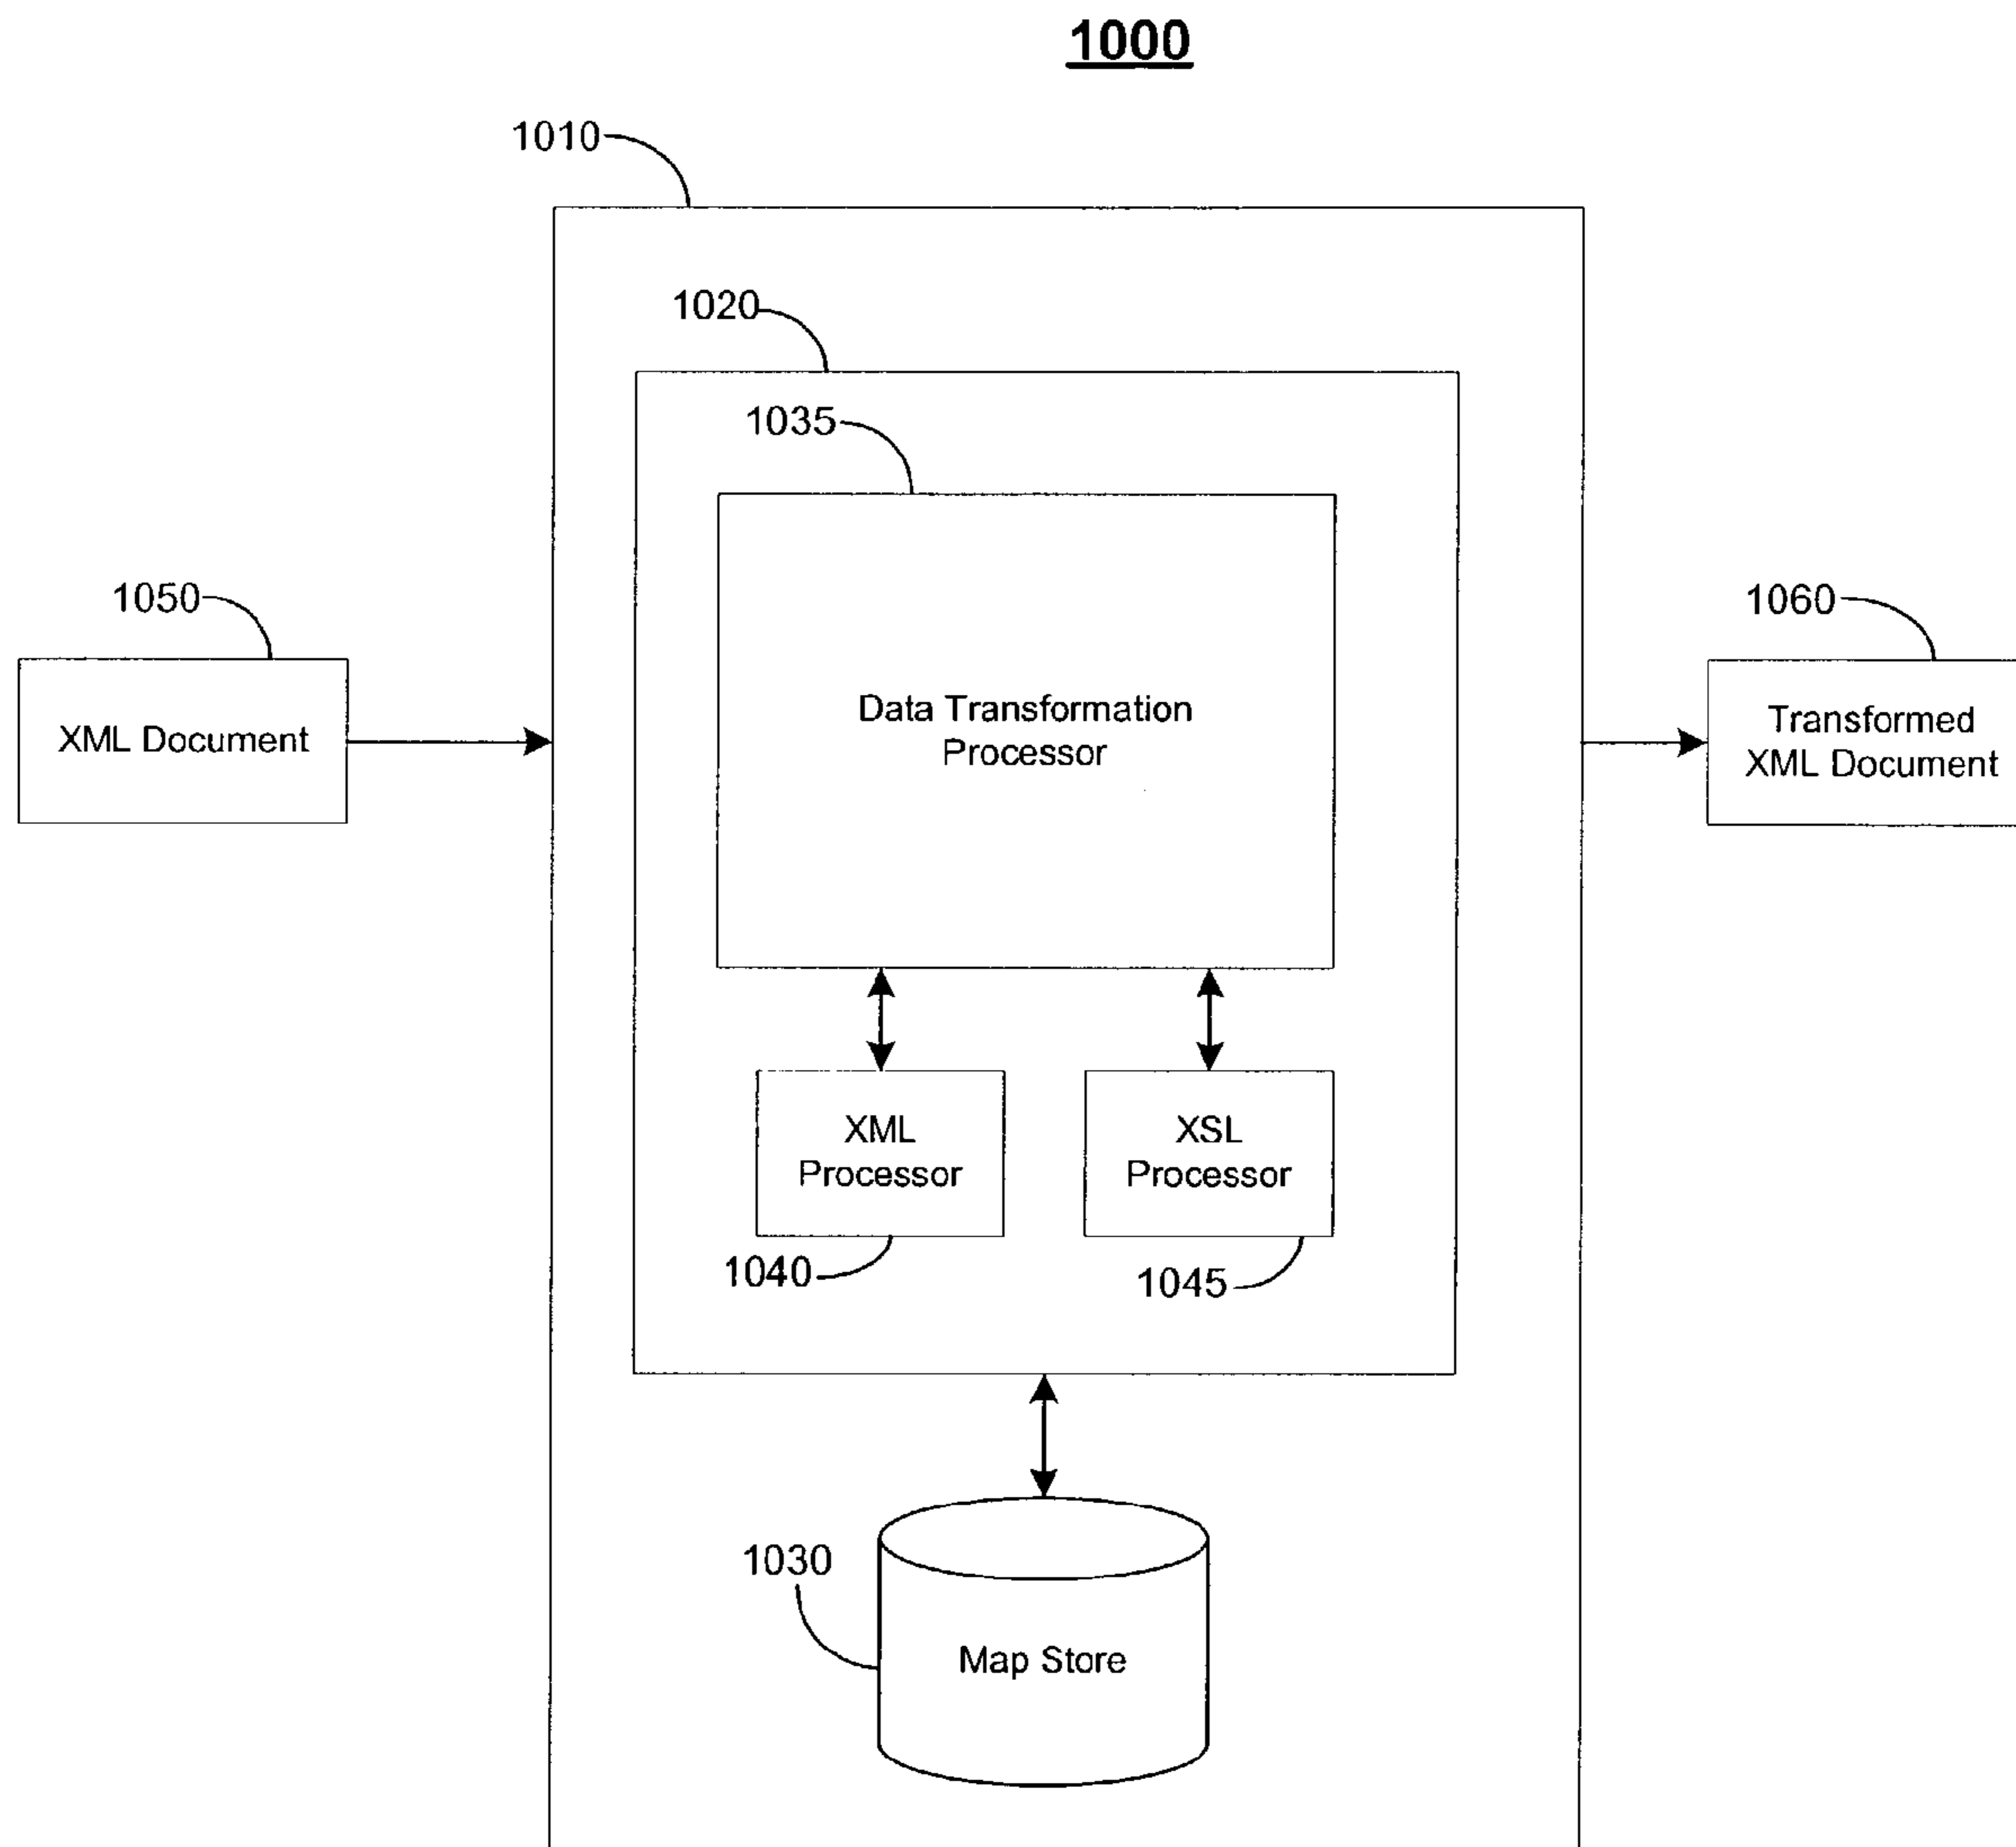 1000
1010
1020
1035
1050
1060
XML Document
Data Transformation
Processor
Transformed
XML Document
XML
Processor
XSL
Processor
1040
1045
1030
Map Store